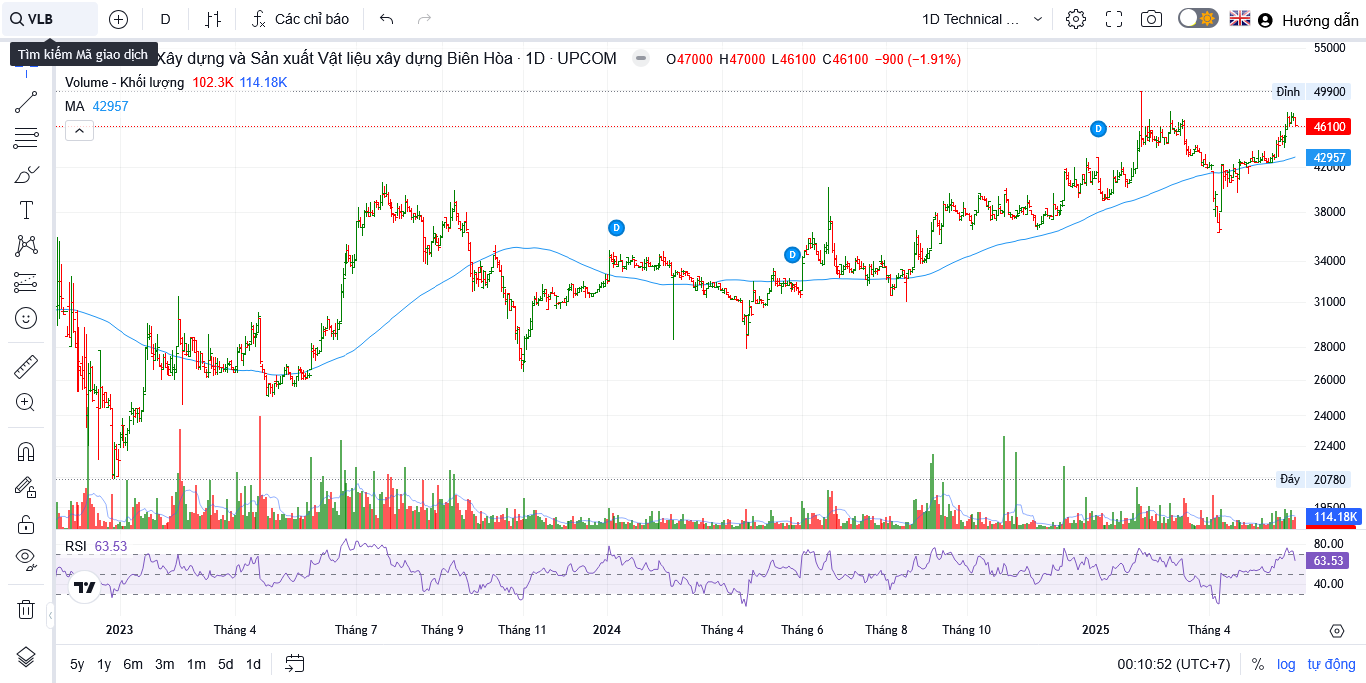 VLB
D
Các chỉ báo
1D Technical ...
Hướng dẫn
Tìm kiếm Mã giao dịch
Xây dựng và Sản xuất Vật liệu xây dựng Biên Hòa · 1D · UPCOM
O47000 H47000 L46100 C46100 −900 (−1.91%)
Volume - Khối lượng 102.3K 114.18K
MA 42957
55000
Đỉnh 49900
46100
42957
42000
38000
34000
31000
28000
26000
24000
22400
Đáy 20780
19500
114.18K
D
D
D
RSI 63.53
80.00
63.53
40.00
2023
Tháng 4
Tháng 7
Tháng 9
Tháng 11
2024
Tháng 4
Tháng 6
Tháng 8
Tháng 10
2025
Tháng 4
5y 1y 6m 3m 1m 5d 1d
00:10:52 (UTC+7)
% log tự động